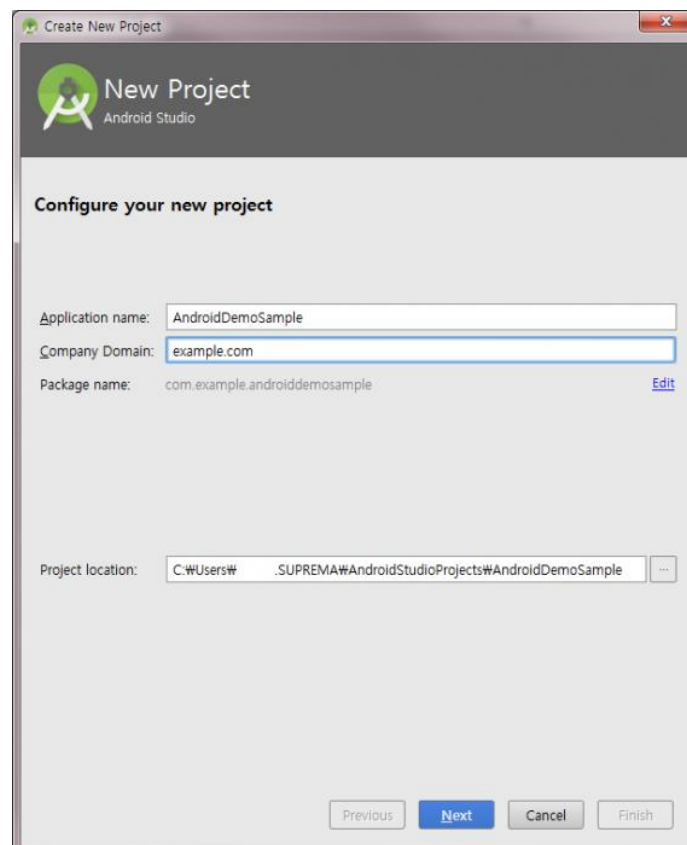 Create New Project
New Project
Android Studio
Configure your new project
Application name: AndroidDemoSample
Company Domain: example.com
Package name: com.example.androiddemosample Edit
Project location: C:₩Users₩ .SUPREMA₩AndroidStudioProjects₩AndroidDemoSample ...
Previous Next Cancel Finish